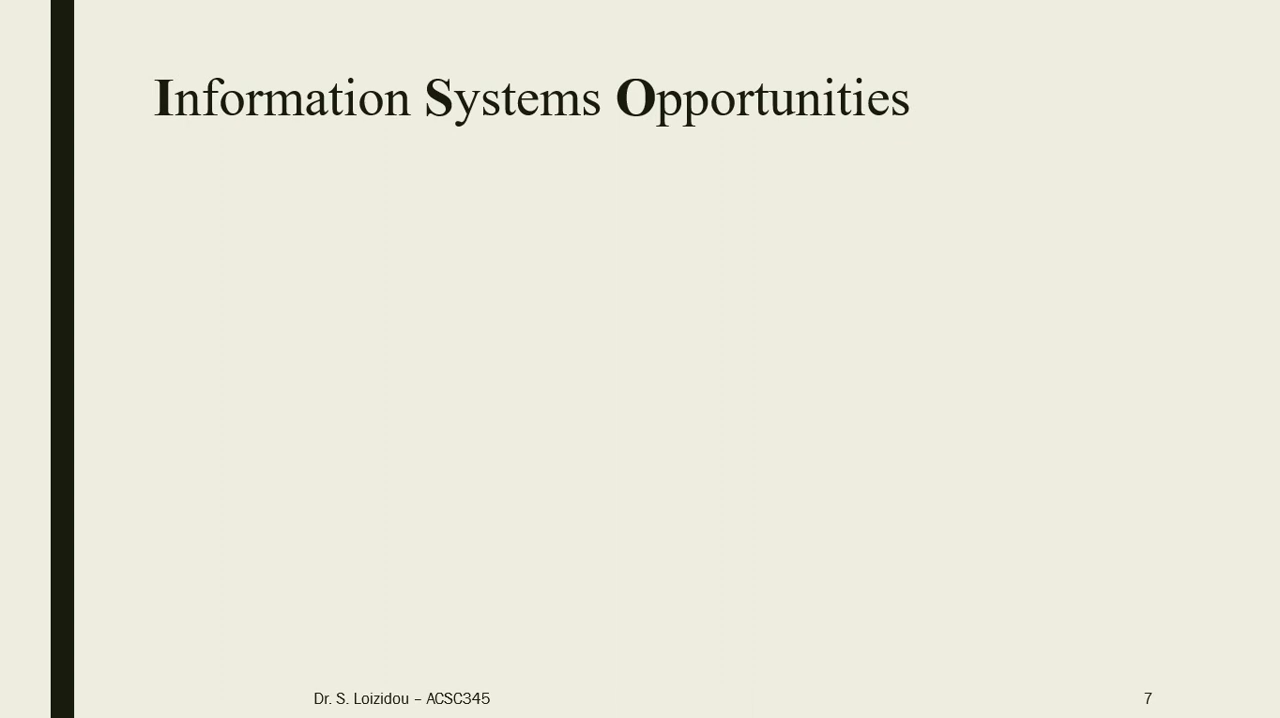 Information Systems Opportunities
Dr. S. Loizidou – ACSC345
7